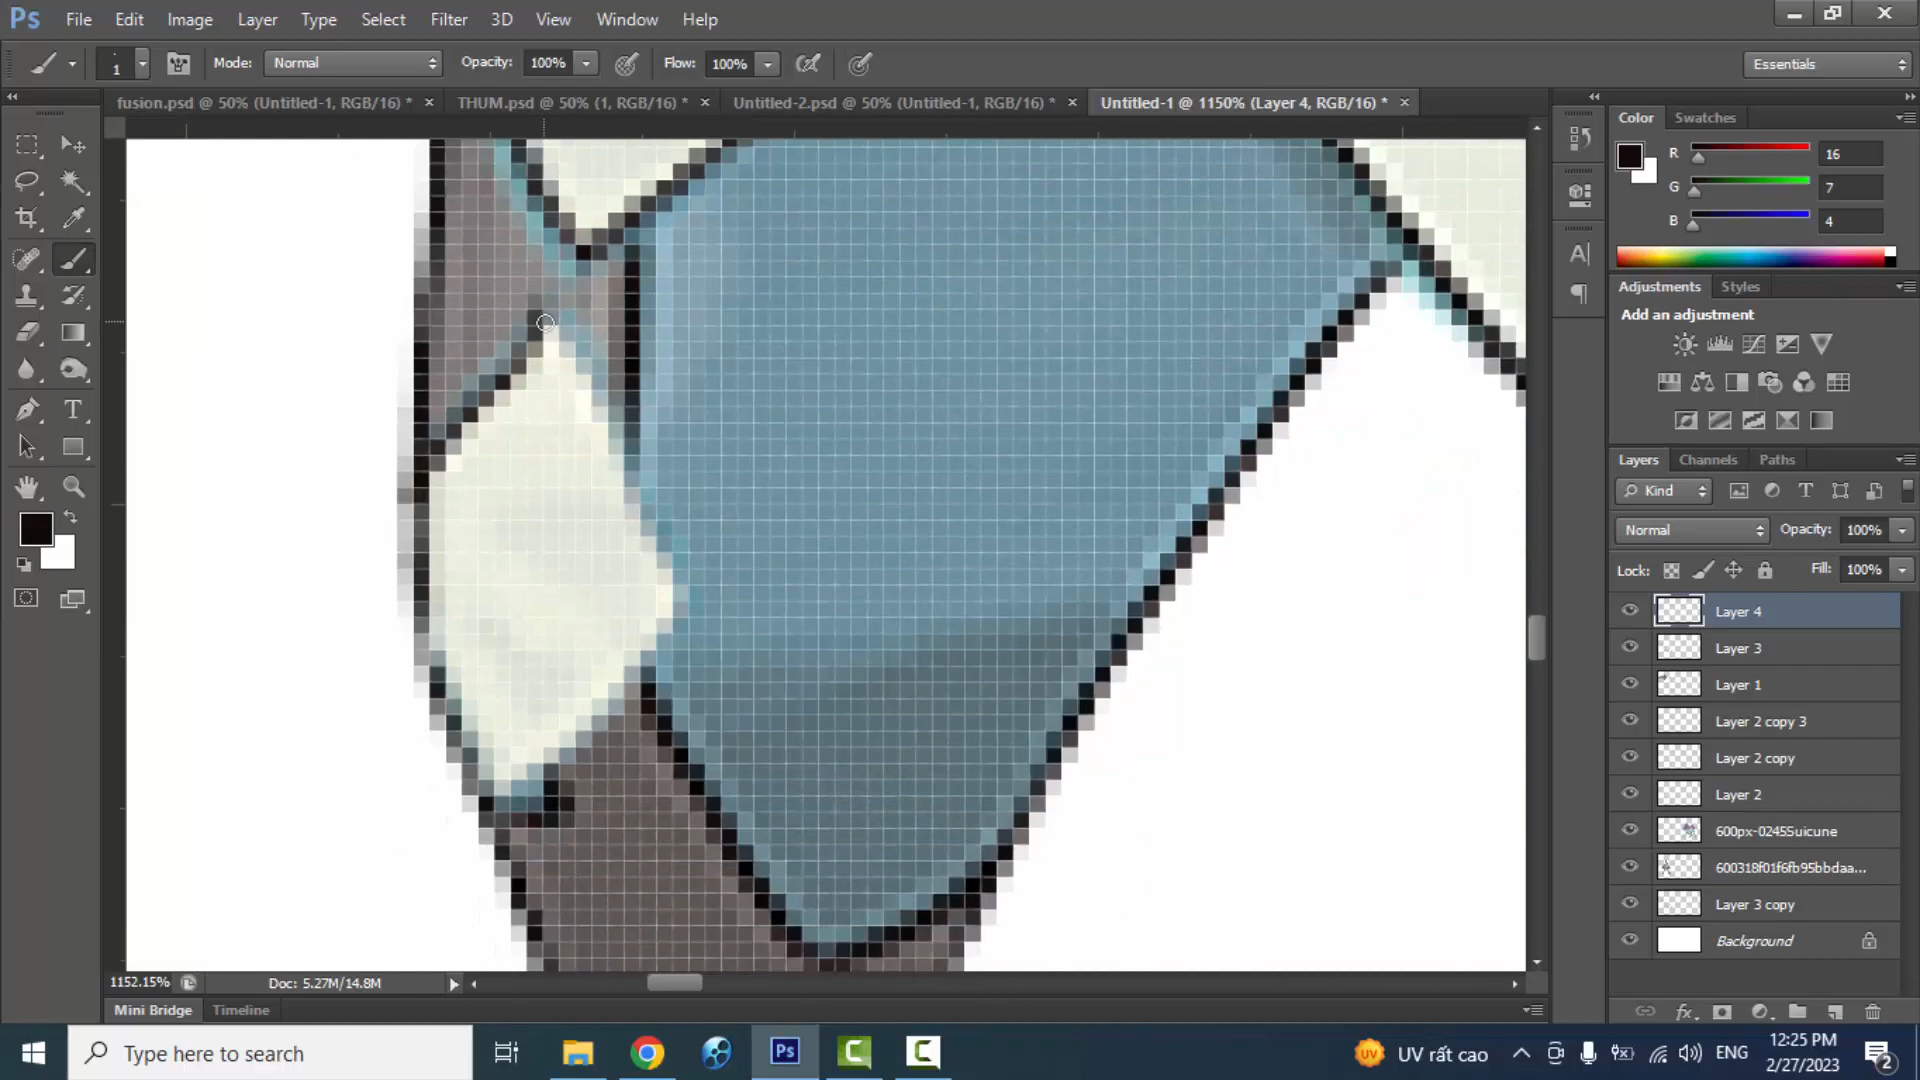 Ps File Edit Image Layer Type Select Filter 3D View Window Help
1 Mode: Normal Opacity: 100% Flow: 100% Essentials
fusion.psd @ 50% (Untitled-1, RGB/16) * × THUM.psd @ 50% (1, RGB/16) * × Untitled-2.psd @ 50% (Untitled-1, RGB/16) * × Untitled-1 @ 1150% (Layer 4, RGB/16) * ×
Color Swatches
R 16
G 7
B 4
Adjustments Styles
Add an adjustment
Layers Channels Paths
Kind
Normal Opacity: 100%
Lock: Fill: 100%
Layer 4
Layer 3
Layer 1
Layer 2 copy 3
Layer 2 copy
Layer 2
600px-0245Suicune
600318f01f6fb95bbdaa...
Layer 3 copy
Background
1152.15% Doc: 5.27M/14.8M
Mini Bridge Timeline
Type here to search
UV rất cao ENG
12:25 PM
2/27/2023
2